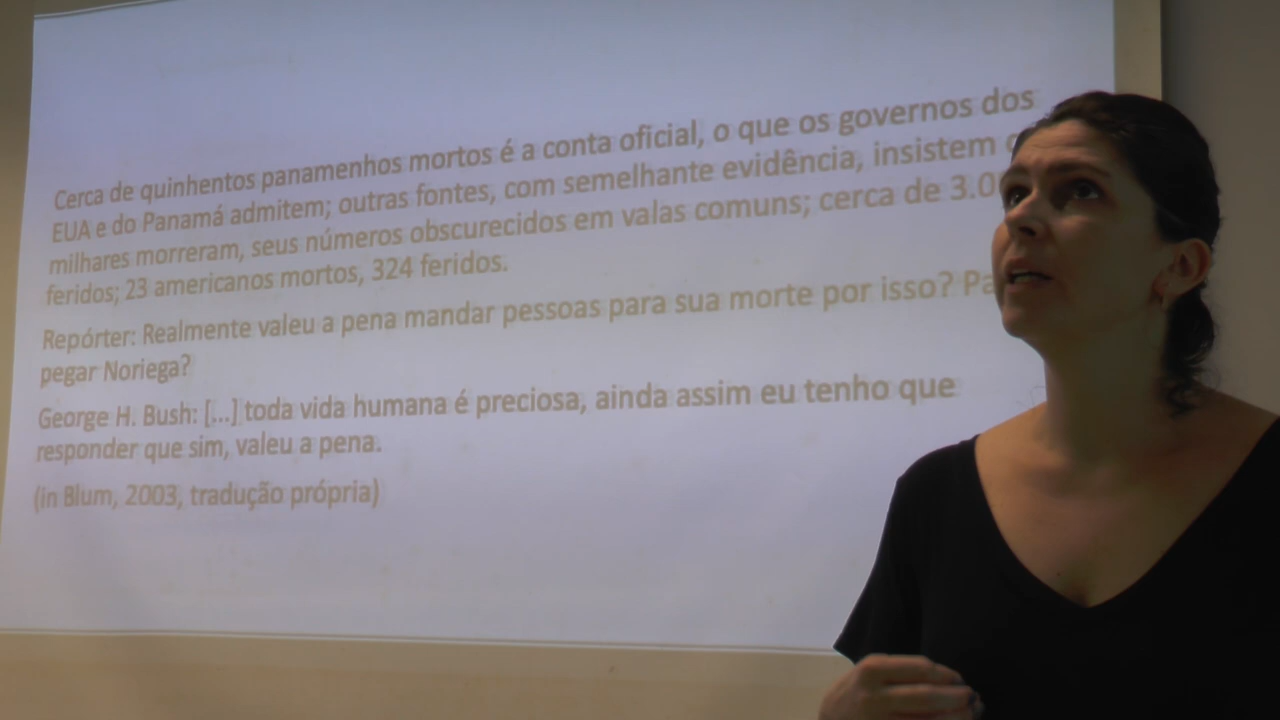 Cerca de quinhentos panamenhos mortos é a conta oficial, o que os governos dos
EUA e do Panamá admitem; outras fontes, com semelhante evidência, insistem
milhares morreram, seus números obscurecidos em valas comuns; cerca de
feridos; 23 americanos mortos, 324 feridos.
Repórter: Realmente valeu a pena mandar pessoas para sua morte por isso?
pegar Noriega?
George H. Bush: [...] toda vida humana é preciosa, ainda assim eu tenho que
responder que sim, valeu a pena.
(in Blum, 2003, tradução própria)